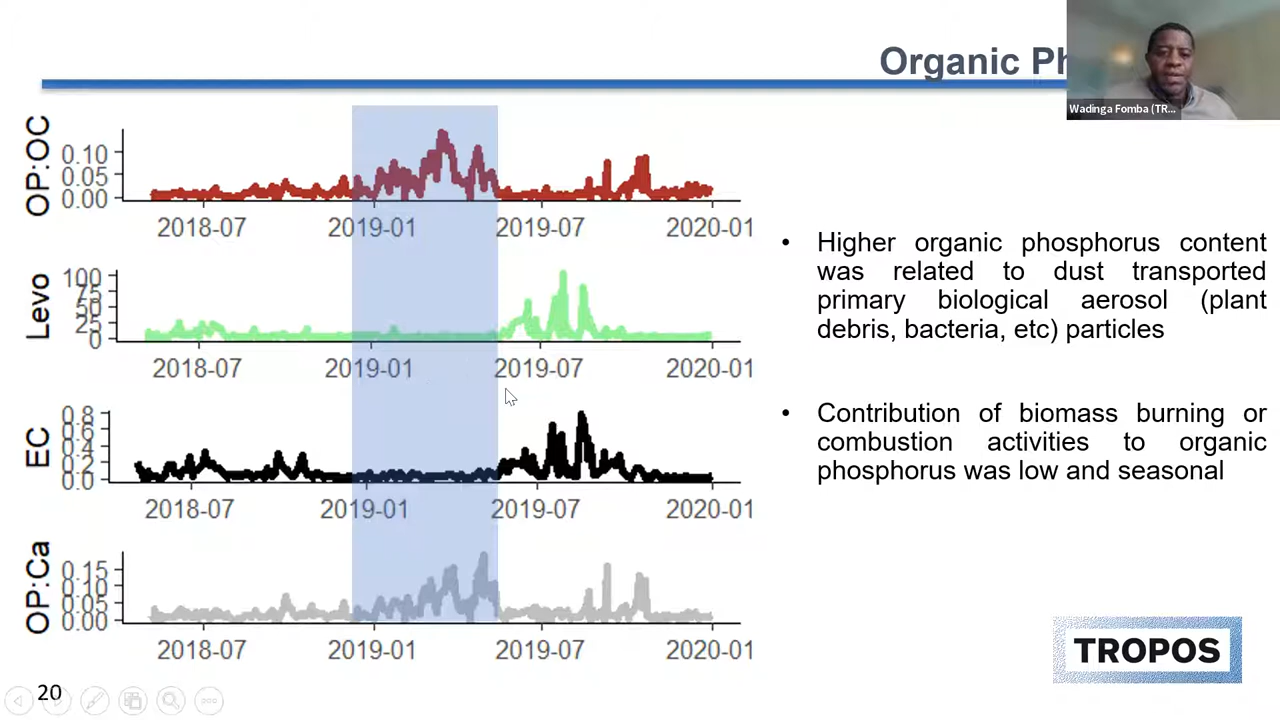 Organic Ph
Wadinga Fomba (TR...
OP:OC
0.10
0.05
0.00
2018-07 2019-01 2019-07 2020-01
Levo
100
75
50
25
0
2018-07 2019-01 2019-07 2020-01
EC
0.8
0.6
0.4
0.2
0.0
2018-07 2019-01 2019-07 2020-01
OP:Ca
0.15
0.10
0.05
0.00
2018-07 2019-01 2019-07 2020-01
• Higher organic phosphorus content
was related to dust transported
primary biological aerosol (plant
debris, bacteria, etc) particles
• Contribution of biomass burning or
combustion activities to organic
phosphorus was low and seasonal
TROPOS
20